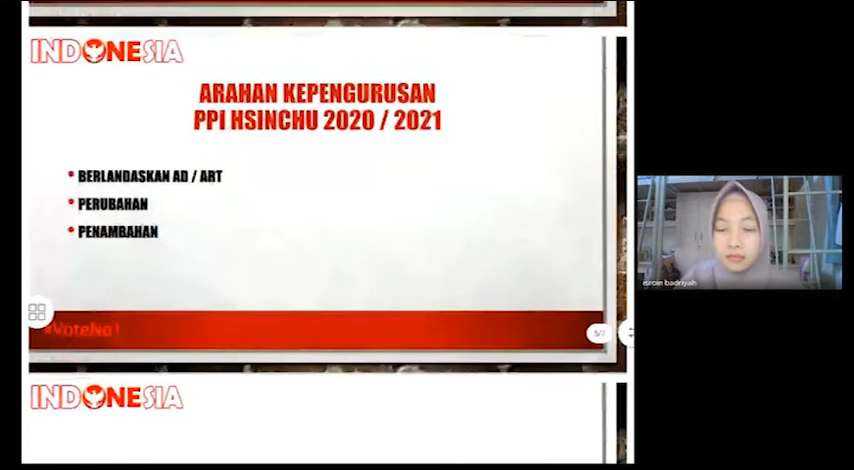 INDONESIA
ARAHAN KEPENGURUSAN
PPI HSINCHU 2020 / 2021
BERLANDASKAN AD / ART
PERUBAHAN
PENAMBAHAN
#VoteNo1
5/7
isroin badriyah
INDONESIA